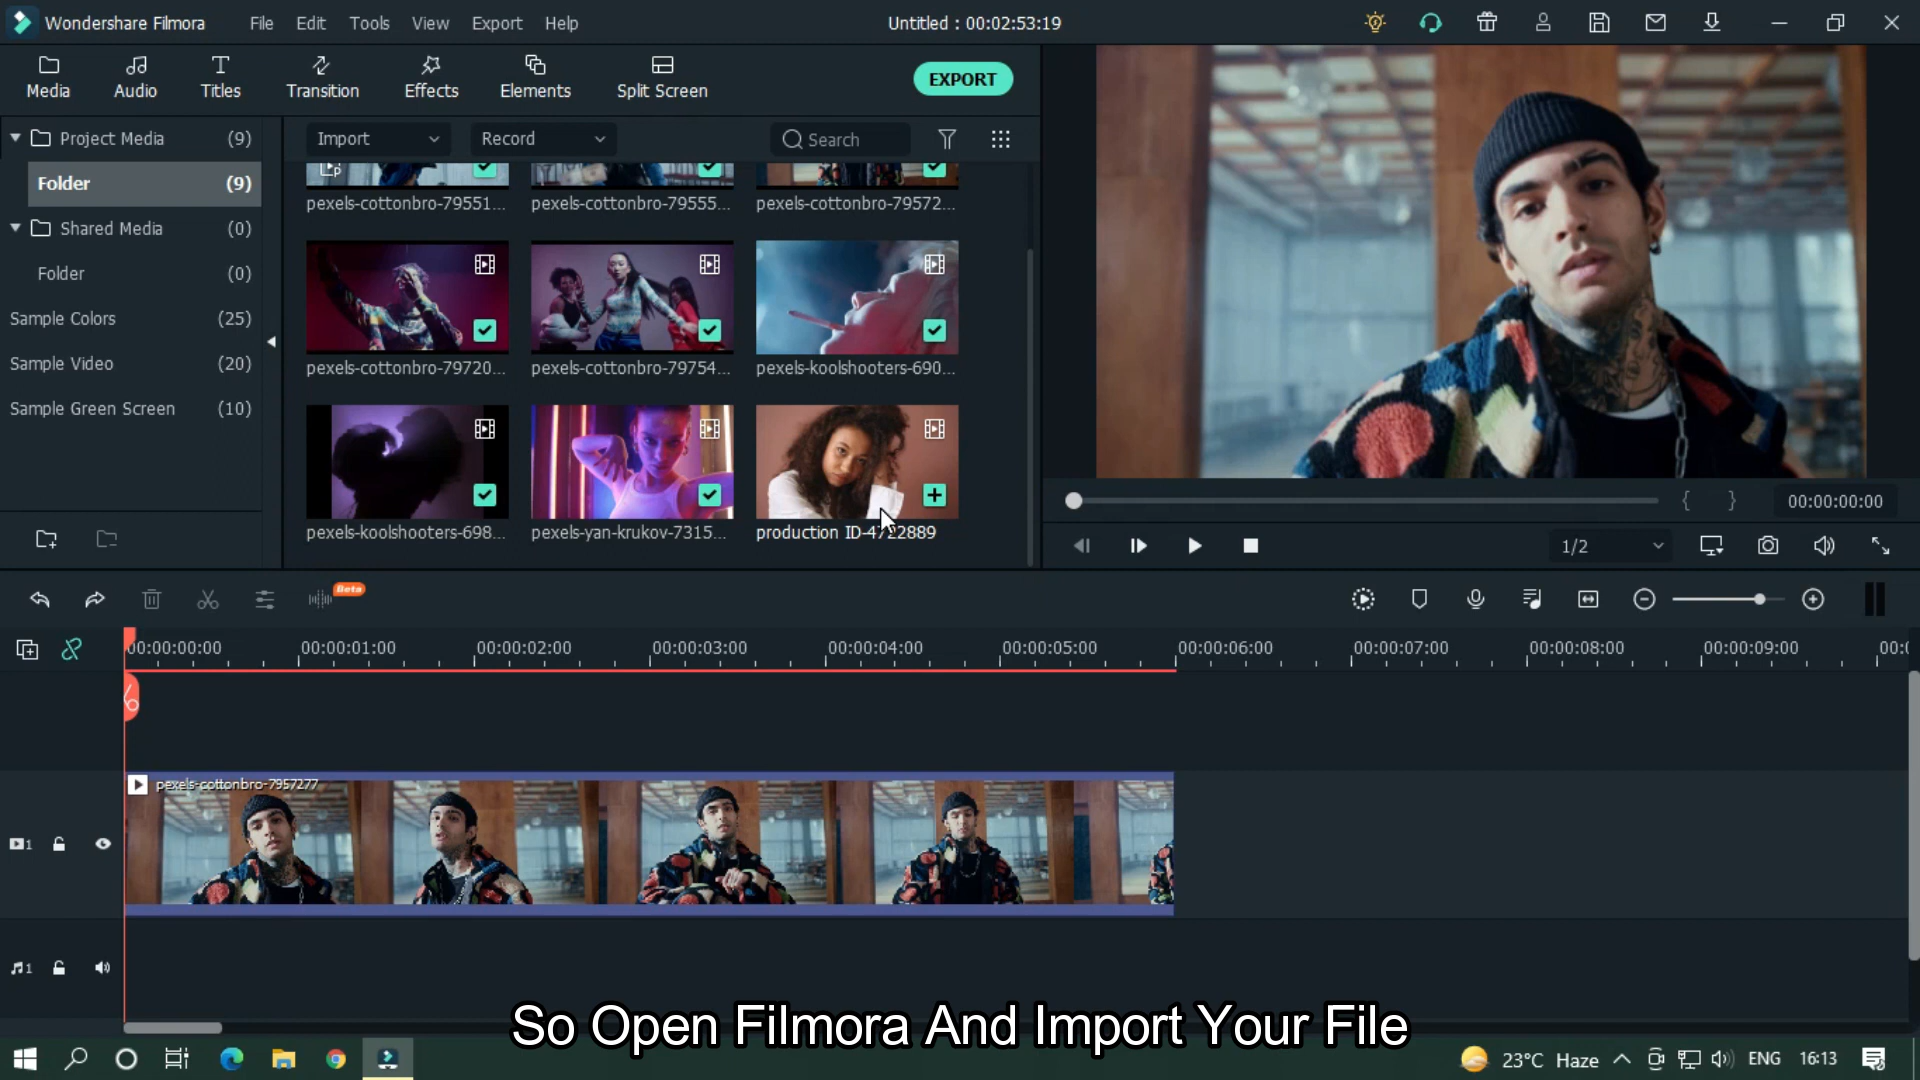 Wondershare Filmora File Edit Tools View Export Help Untitled : 00:02:53:19
Media Audio Titles Transition Effects Elements Split Screen EXPORT
Project Media (9)
Folder (9)
Shared Media (0)
Folder (0)
Sample Colors (25)
Sample Video (20)
Sample Green Screen (10)
Import Record Search
pexels-cottonbro-79551... pexels-cottonbro-79555... pexels-cottonbro-79572...
pexels-cottonbro-79720... pexels-cottonbro-79754... pexels-koolshooters-690...
pexels-koolshooters-698... pexels-yan-krukov-7315... production ID-4722889
{ } 00:00:00:00
1/2
Beta
00:00:00:00 00:00:01:00 00:00:02:00 00:00:03:00 00:00:04:00 00:00:05:00 00:00:06:00 00:00:07:00 00:00:08:00 00:00:09:00 00:0
pexels-cottonbro-7957277
1
1
So Open Filmora And Import Your File
23°C Haze ENG 16:13